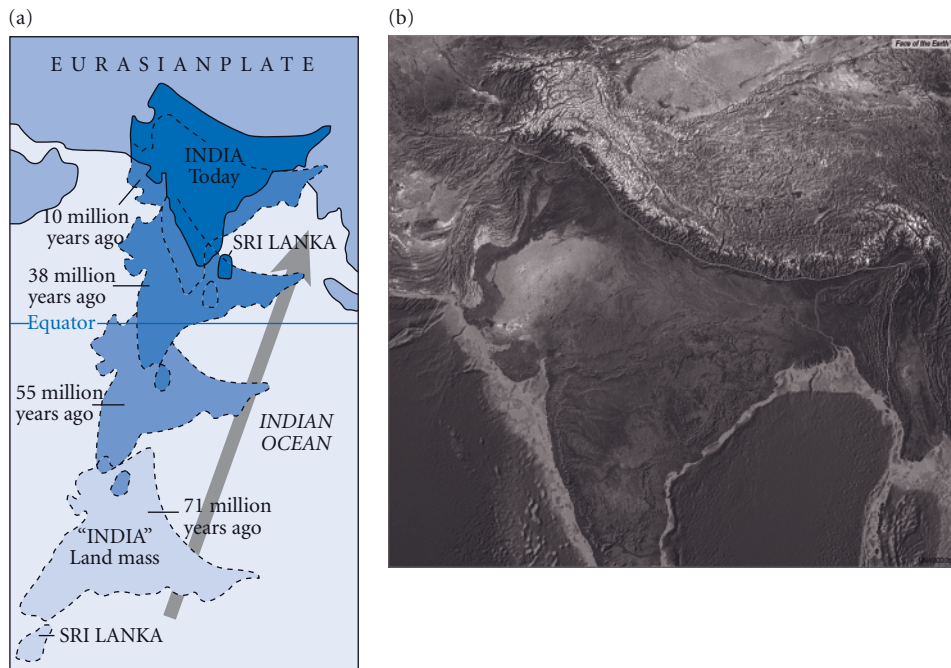 (a)
EURASIANPLATE
INDIA
Today
10 million
years ago
SRI LANKA
38 million
years ago
Equator
55 million
years ago
INDIAN
OCEAN
71 million
years ago
"INDIA"
Land mass
SRI LANKA
(b)
Face of the Earth